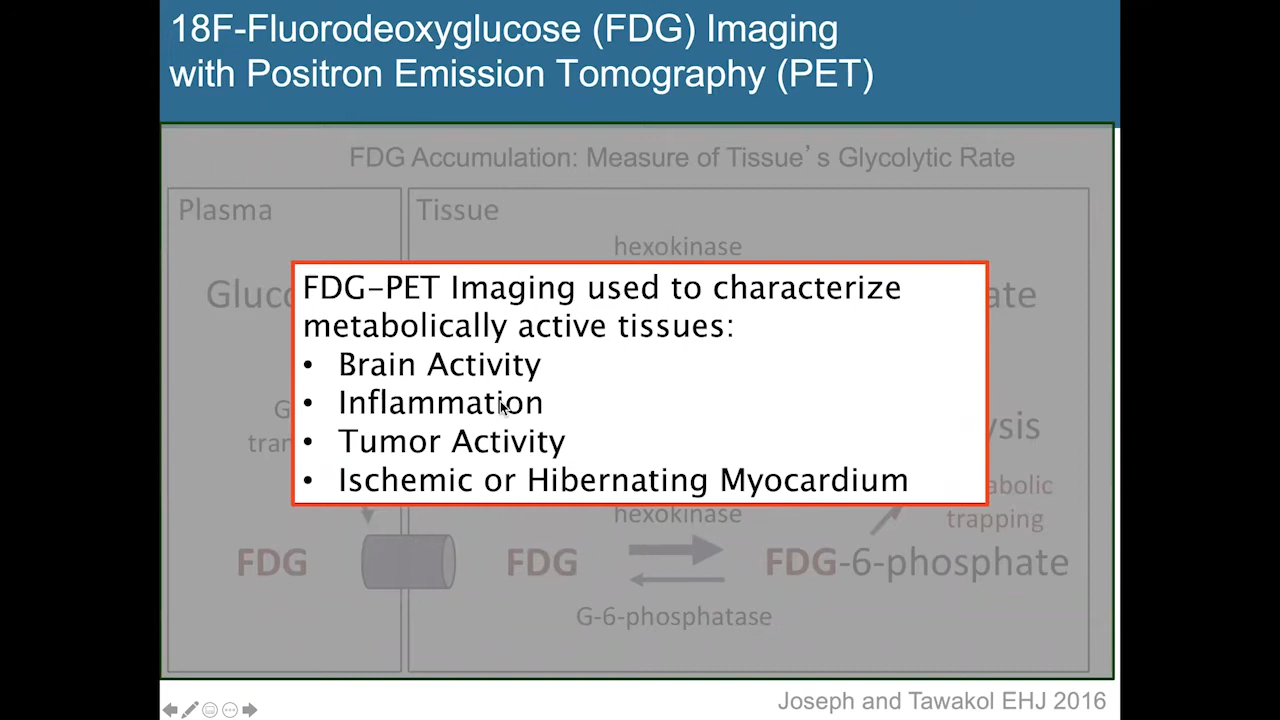 18F-Fluorodeoxyglucose (FDG) Imaging
with Positron Emission Tomography (PET)
FDG Accumulation: Measure of Tissue's Glycolytic Rate
Plasma
Tissue
hexokinase
FDG-PET Imaging used to characterize
metabolically active tissues:
• Brain Activity
• Inflammation
• Tumor Activity
• Ischemic or Hibernating Myocardium
hexokinase
trapping
FDG
FDG
FDG-6-phosphate
G-6-phosphatase
Joseph and Tawakol EHJ 2016